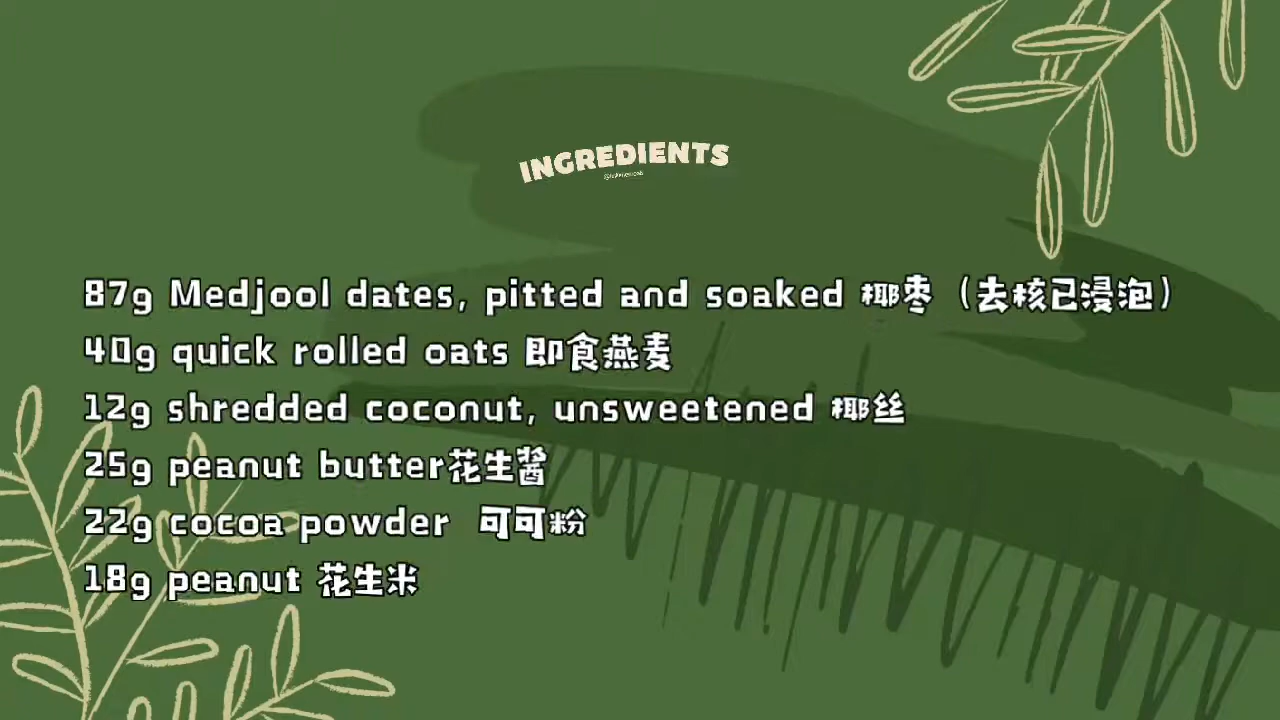 INGREDIENTS
87g Medjool dates, pitted and soaked 椰枣（去核已浸泡）
40g quick rolled oats 即食燕麦
12g shredded coconut, unsweetened 椰丝
25g peanut butter花生酱
22g cocoa powder 可可粉
18g peanut 花生米